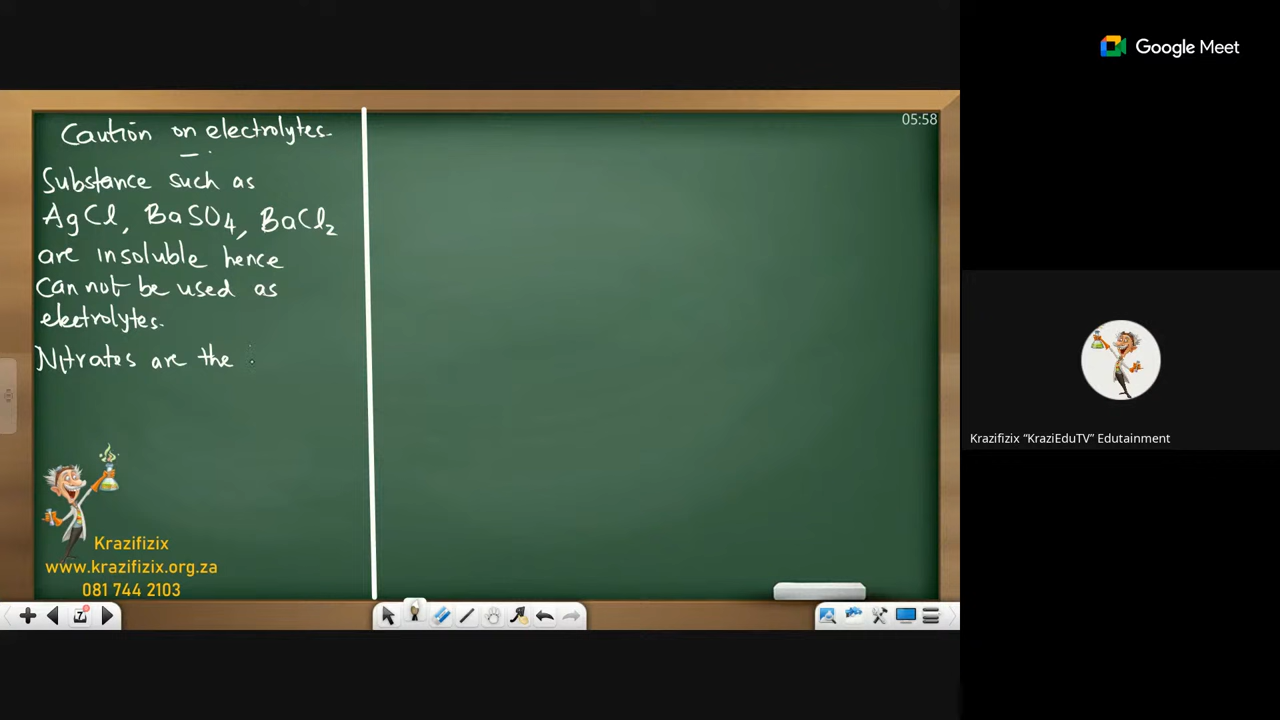 Google Meet
05:58
Caution on electrolytes.
Substance such as
AgCl, BaSO4, BaCl2
are insoluble hence
Can not be used as
electrolytes.
Nitrates are the
Krazifizix
www.krazifizix.org.za
081 744 2103
Krazifizix "KraziEduTV" Edutainment